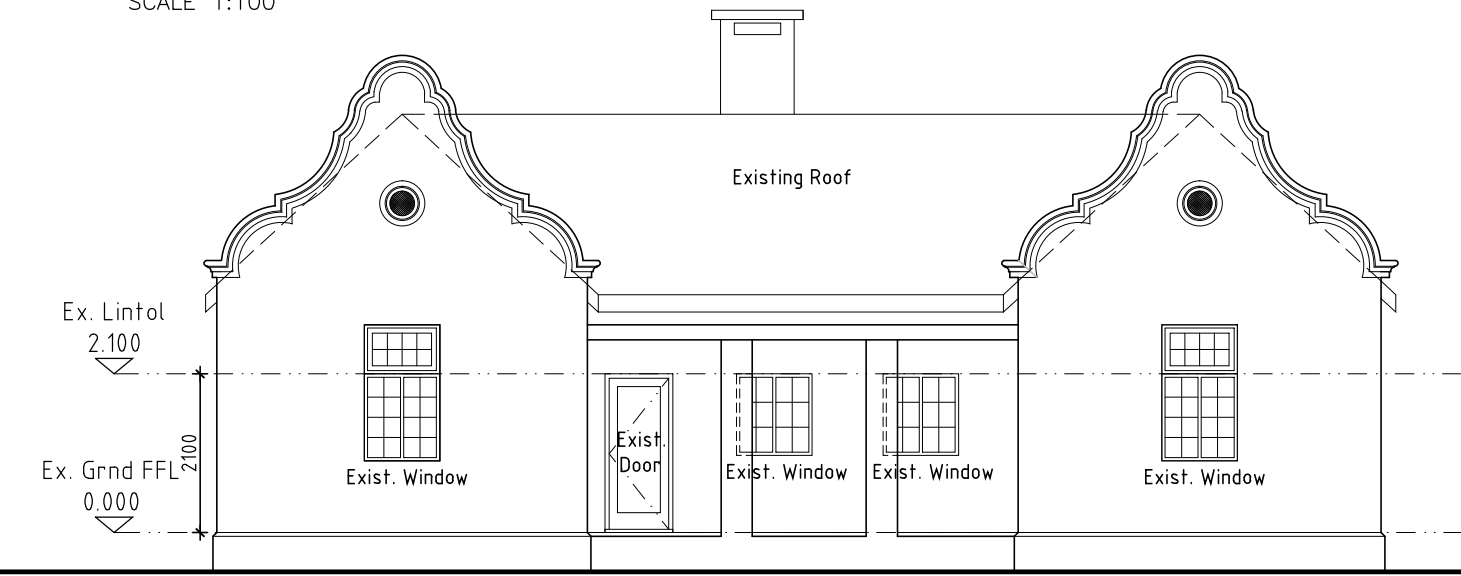 SCALE 1:100
Existing Roof
Ex. Lintol
2.100
2100
Ex. Grnd FFL
0.000
Exist. Window
Exist.
Door
Exist. Window
Exist. Window
Exist. Window